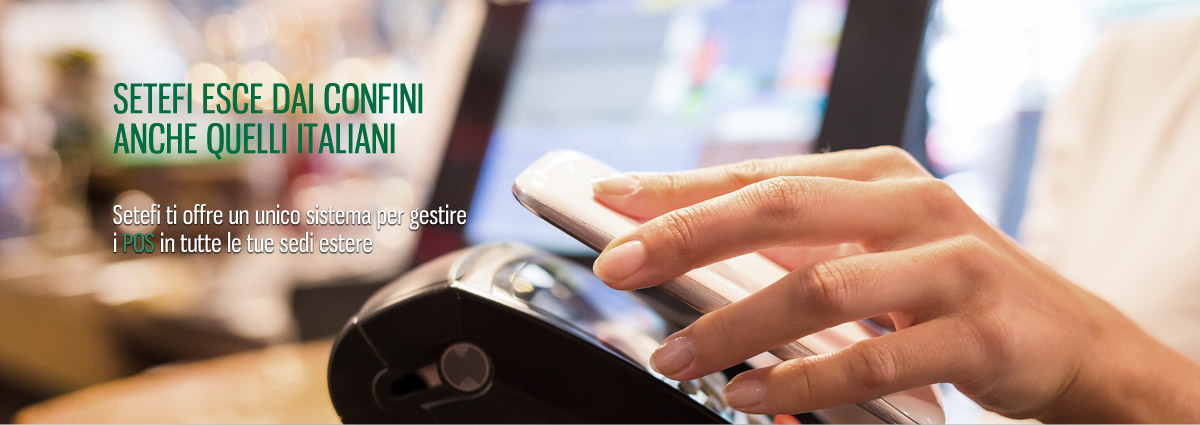 SETEFI ESCE DAI CONFINI
ANCHE QUELLI ITALIANI
Setefi ti offre un unico sistema per gestire
i POS in tutte le tue sedi estere